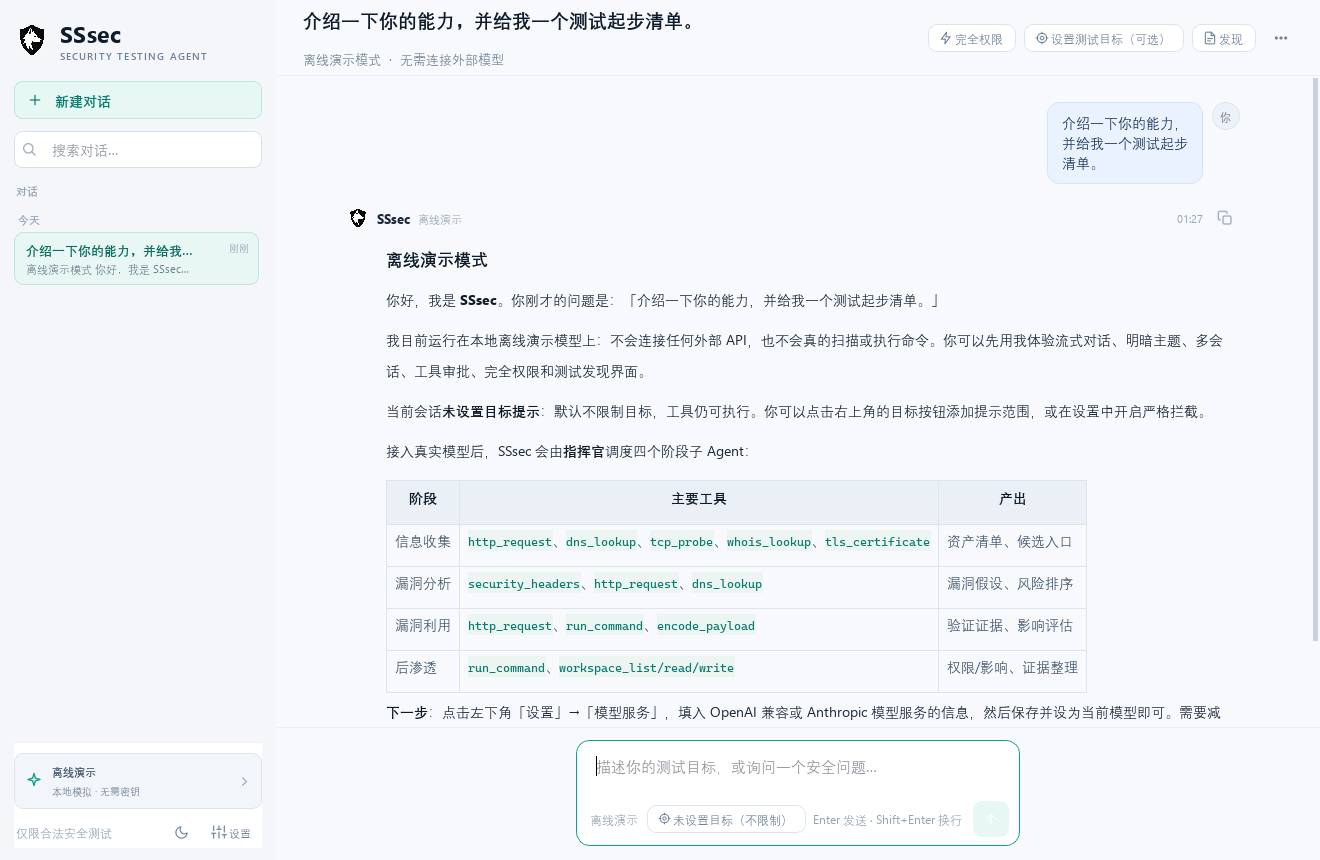 SSsec
SECURITY TESTING AGENT
新建对话
搜索对话...
对话
今天
介绍一下你的能力，并给我...
刚刚
离线演示模式 你好，我是 SSsec...
离线演示
本地模拟 · 无需密钥
仅限合法安全测试
设置
介绍一下你的能力，并给我一个测试起步清单。
离线演示模式 · 无需连接外部模型
完全权限
设置测试目标（可选）
发现
介绍一下你的能力，
并给我一个测试起步
清单。
你
SSsec 离线演示
01:27
离线演示模式
你好，我是 SSsec。你刚才的问题是：「介绍一下你的能力，并给我一个测试起步清单。」
我目前运行在本地离线演示模型上：不会连接任何外部 API，也不会真的扫描或执行命令。你可以先用我体验流式对话、明暗主题、多会
话、工具审批、完全权限和测试发现界面。
当前会话未设置目标提示：默认不限制目标，工具仍可执行。你可以点击右上角的目标按钮添加提示范围，或在设置中开启严格拦截。
接入真实模型后，SSsec 会由指挥官调度四个阶段子 Agent：
阶段 主要工具 产出
信息收集 http_request、dns_lookup、tcp_probe、whois_lookup、tls_certificate 资产清单、候选入口
漏洞分析 security_headers、http_request、dns_lookup 漏洞假设、风险排序
漏洞利用 http_request、run_command、encode_payload 验证证据、影响评估
后渗透 run_command、workspace_list/read/write 权限/影响、证据整理
下一步：点击左下角「设置」→「模型服务」，填入 OpenAI 兼容或 Anthropic 模型服务的信息，然后保存并设为当前模型即可。需要减
描述你的测试目标，或询问一个安全问题...
离线演示
未设置目标（不限制）
Enter 发送 · Shift+Enter 换行